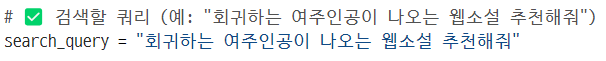 # ✅ 검색할 쿼리 (예: "회귀하는 여주인공이 나오는 웹소설 추천해줘")
search_query = "회귀하는 여주인공이 나오는 웹소설 추천해줘"